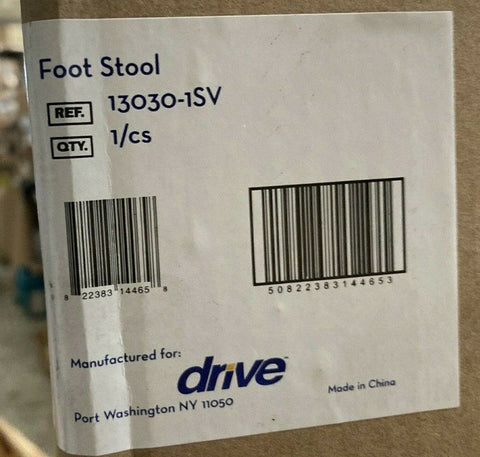 Foot Stool
REF. 13030-1SV
QTY. 1/cs
8 22383 14465 8
50822383144653
Manufactured for: drive
Port Washington NY 11050
Made in China